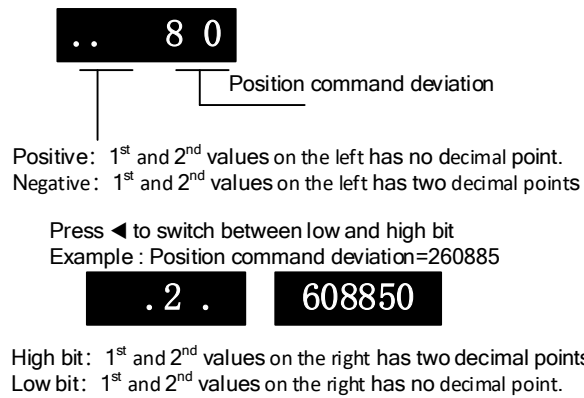 .. 80
Position command deviation
Positive: 1st and 2nd values on the left has no decimal point.
Negative: 1st and 2nd values on the left has two decimal points
Press ◀ to switch between low and high bit
Example : Position command deviation=260885
.2 . 608850
High bit: 1st and 2nd values on the right has two decimal points
Low bit: 1st and 2nd values on the right has no decimal point.